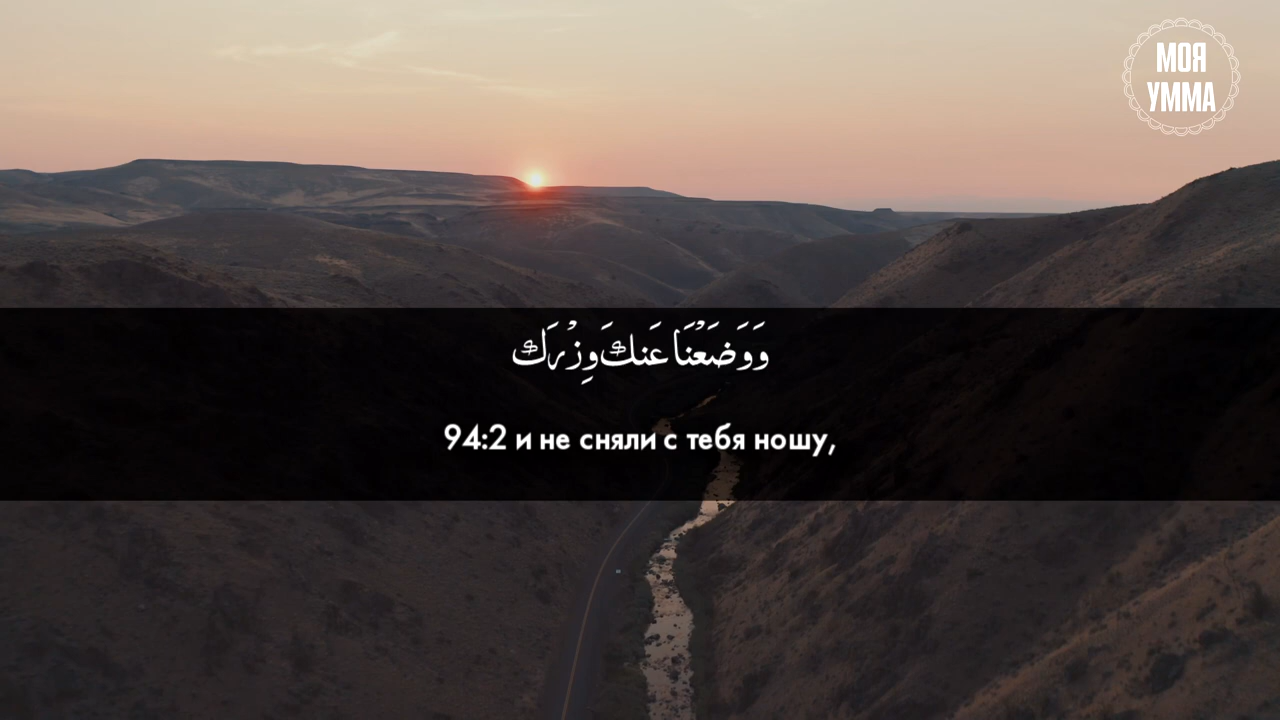 МОЯ
УММА
وَوَضَعْنَا عَنكَ وِزْرَكَ
94:2 и не сняли с тебя ношу,